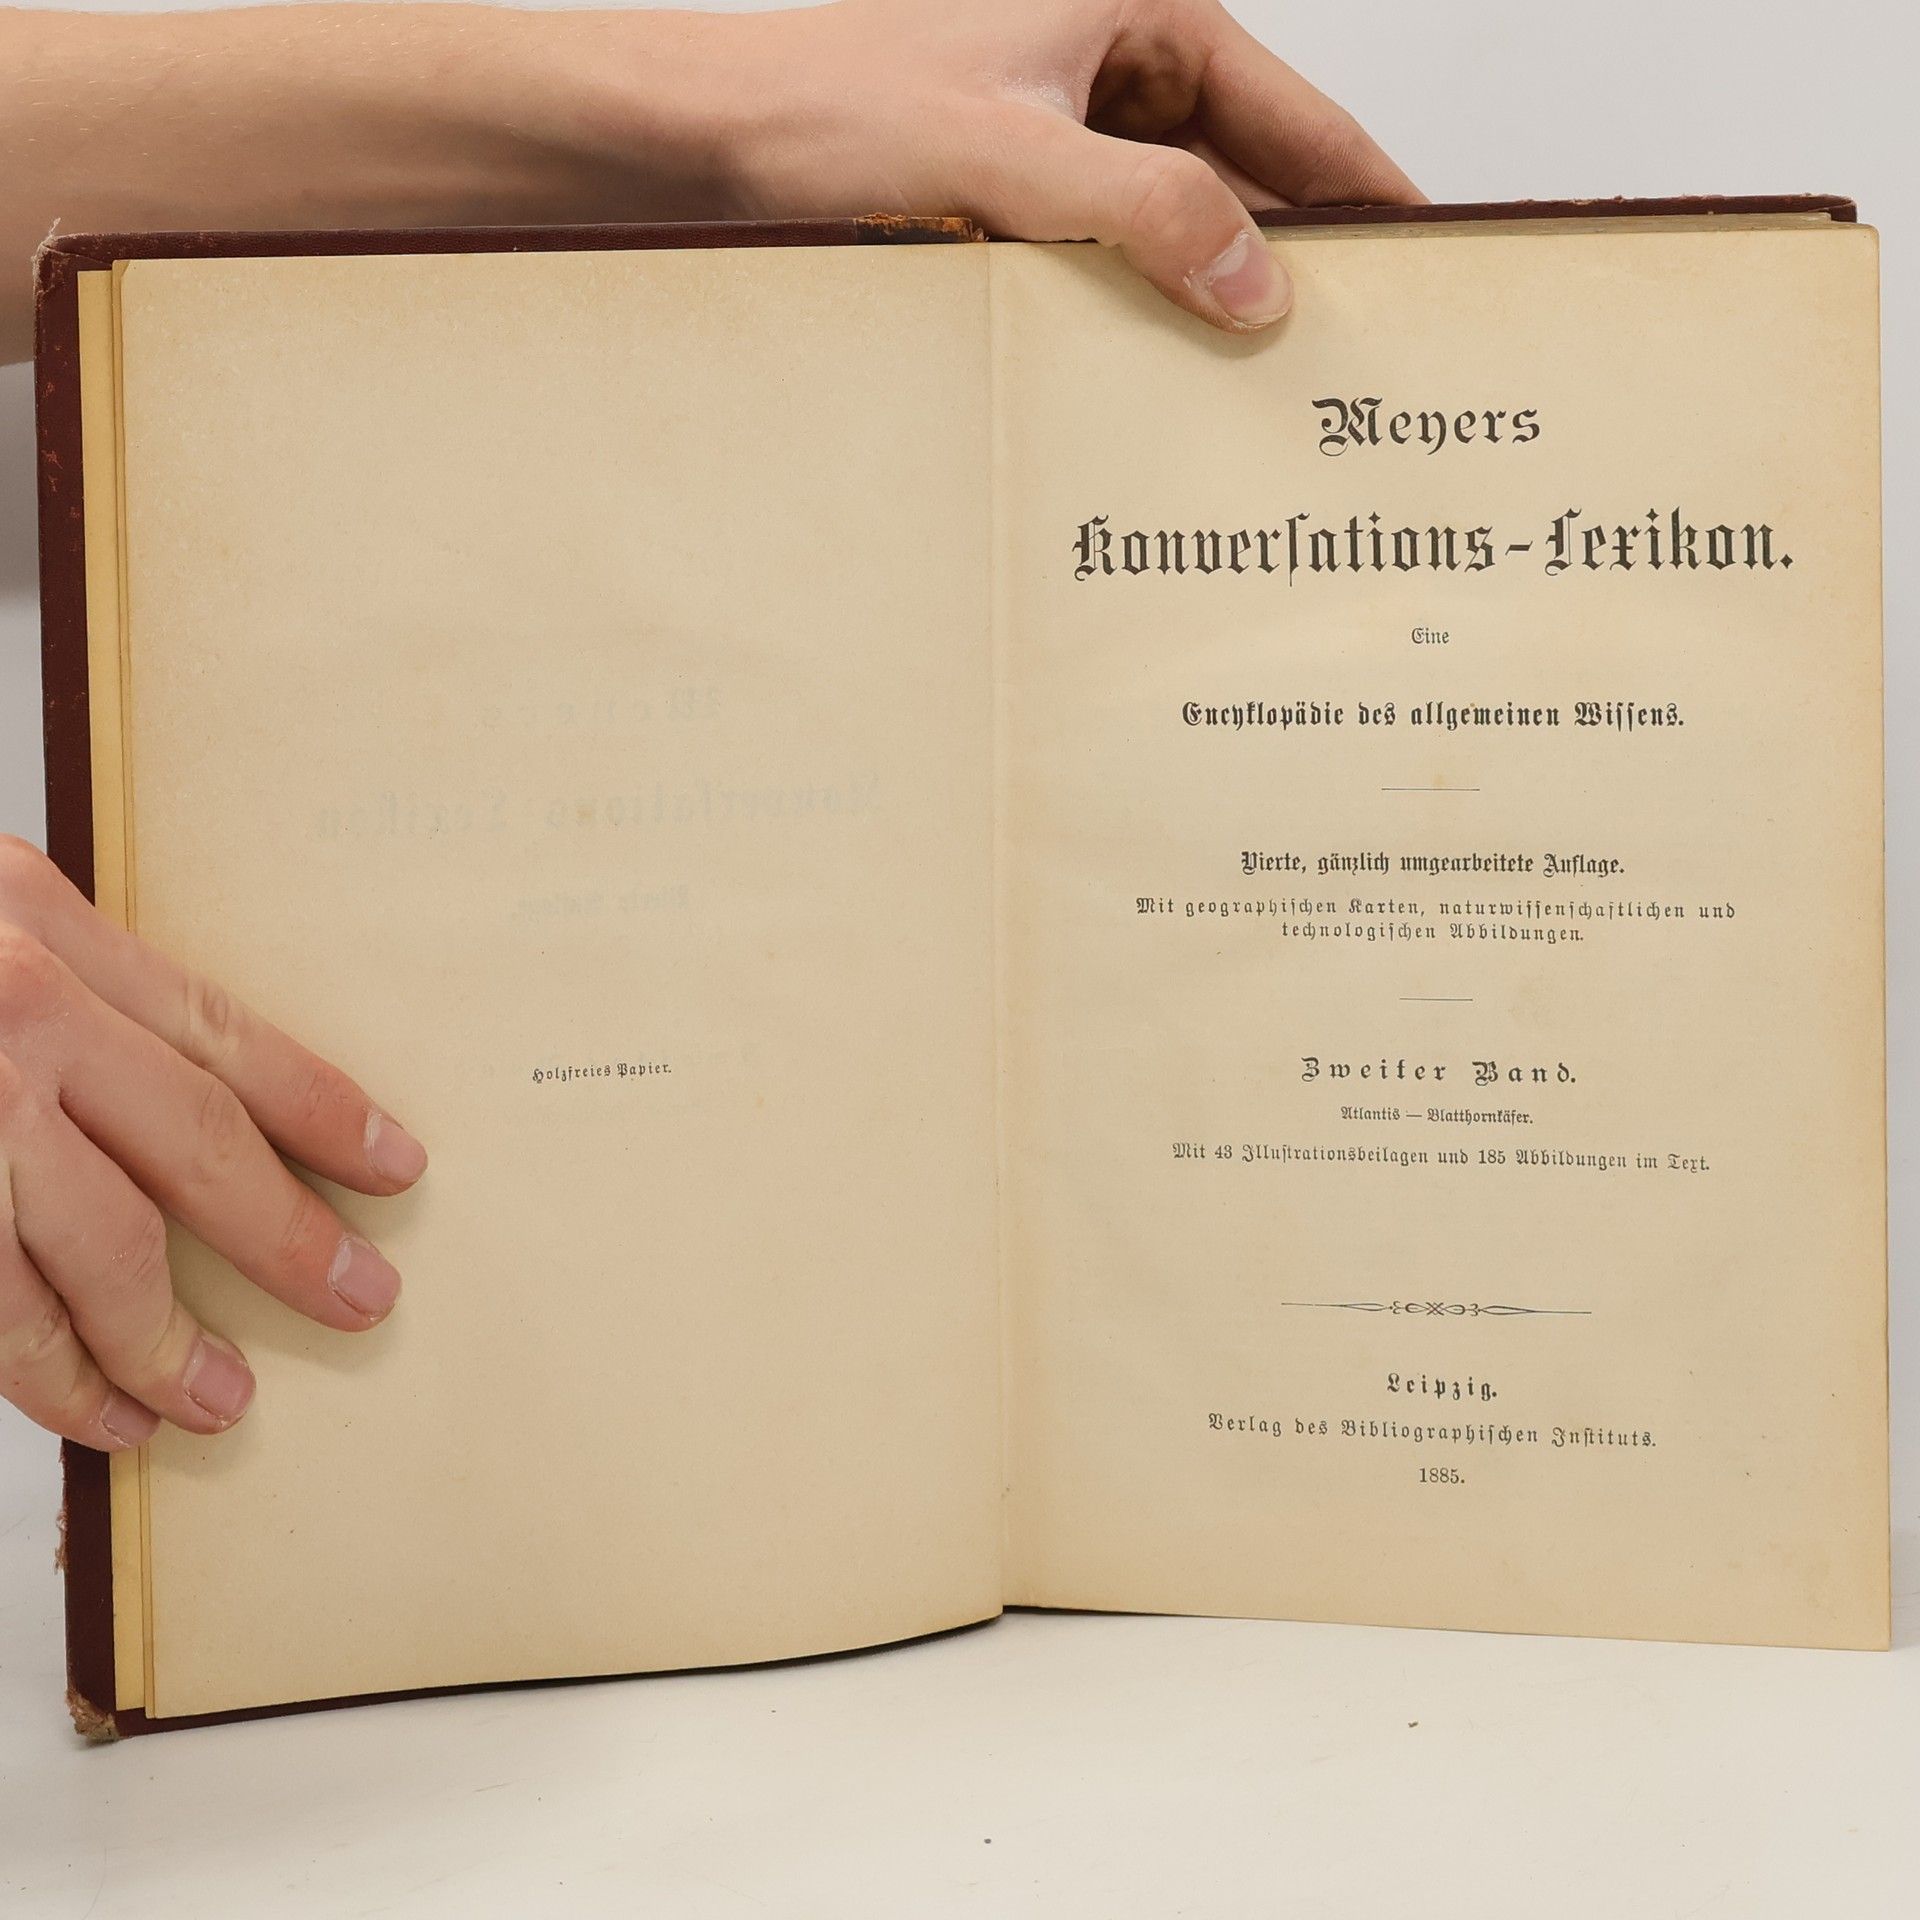 Holzfreies Papier.
Meyers
Konverſations-Lexikon.
Eine
Encyklopädie des allgemeinen Wiſſens.
Vierte, gänzlich umgearbeitete Auflage.
Mit geographiſchen Karten, naturwiſſenſchaftlichen und
technologiſchen Abbildungen.
Zweiter Band.
Atlantis — Blatthornkäfer.
Mit 43 Illuſtrationsbeilagen und 185 Abbildungen im Text.
Leipzig.
Verlag des Bibliographiſchen Inſtituts.
1885.